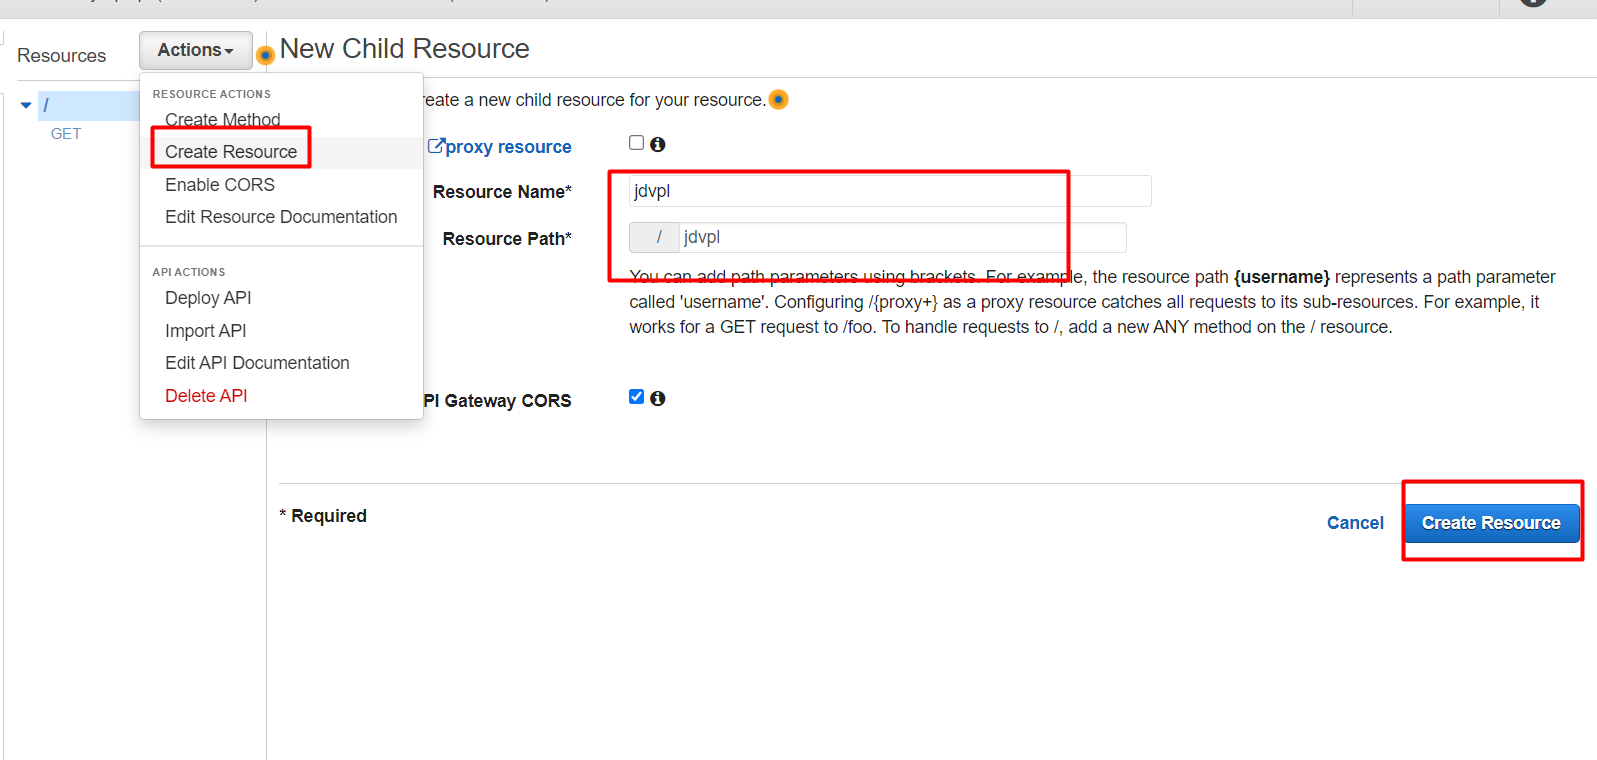 Resources
Actions
New Child Resource
/
GET
RESOURCE ACTIONS
Create Method
Create Resource
Enable CORS
Edit Resource Documentation
API ACTIONS
Deploy API
Import API
Edit API Documentation
Delete API
reate a new child resource for your resource.
proxy resource
Resource Name* jdvpl
Resource Path* / jdvpl
You can add path parameters using brackets. For example, the resource path {username} represents a path parameter
called 'username'. Configuring /{proxy+} as a proxy resource catches all requests to its sub-resources. For example, it
works for a GET request to /foo. To handle requests to /, add a new ANY method on the / resource.
PI Gateway CORS
* Required
Cancel
Create Resource